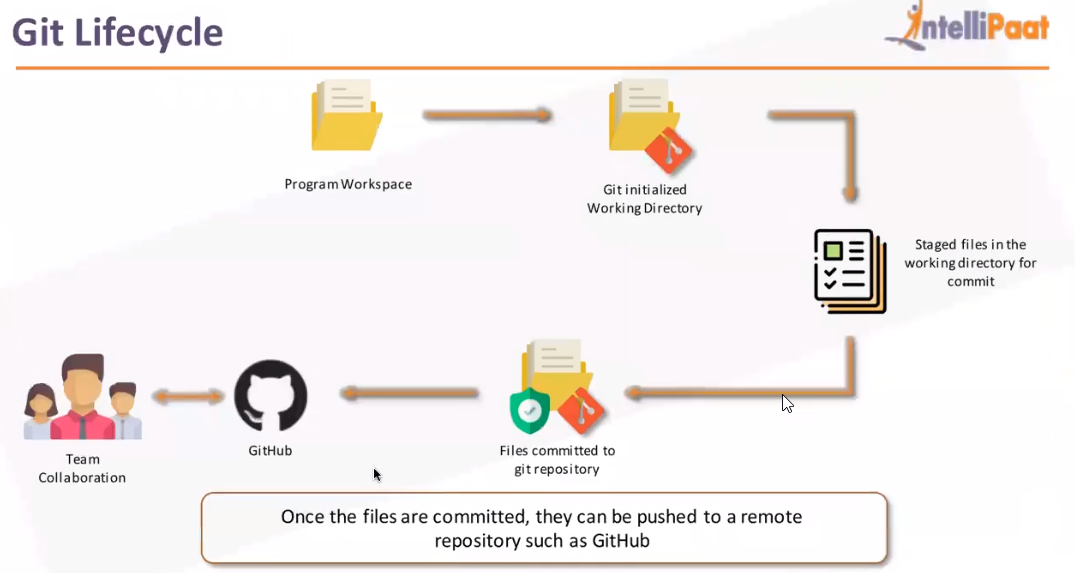 Git Lifecycle
IntelliPaat
Program Workspace
Git initialized
Working Directory
Staged files in the
working directory for
commit
Files committed to
git repository
GitHub
Team
Collaboration
Once the files are committed, they can be pushed to a remote
repository such as GitHub